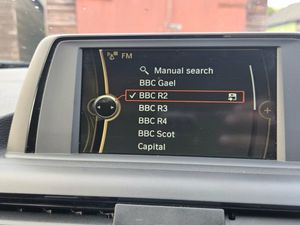 FM
Manual search
BBC Gael
BBC R2
BBC R3
BBC R4
BBC Scot
Capital